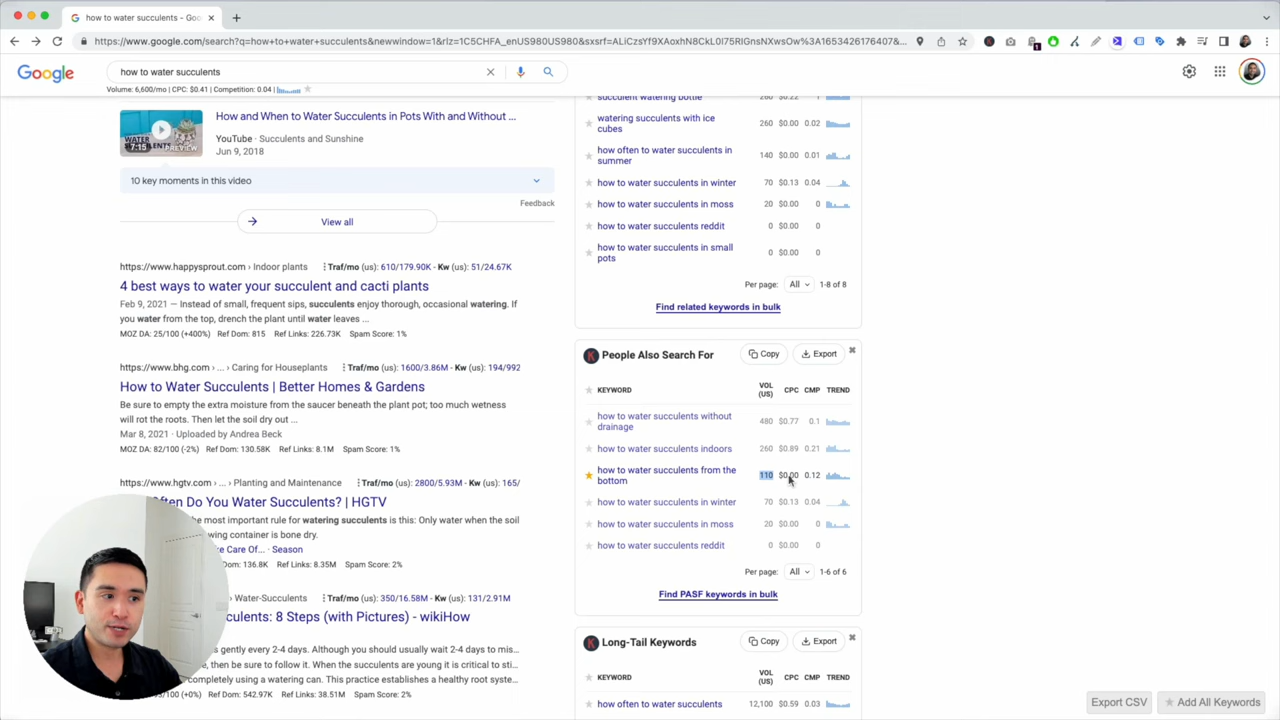 how to water succulents - Goo
https://www.google.com/search?q=how+to+water+succulents&newwindow=1&rlz=1C5CHFA_enUS980US980&sxsrf=ALiCzsYf9XAoxhN8CkL0i75RIGnsNXwsOw%3A1653426176407&...
Google
how to water succulents
Volume: 6,600/mo | CPC: $0.41 | Competition: 0.04 |
How and When to Water Succulents in Pots With and Without ...
YouTube · Succulents and Sunshine
Jun 9, 2018
7:15
PREVIEW
10 key moments in this video
Feedback
View all
https://www.happysprout.com › Indoor plants
Traf/mo (us): 610/179.90K - Kw (us): 51/24.67K
4 best ways to water your succulent and cacti plants
Feb 9, 2021 — Instead of small, frequent sips, succulents enjoy thorough, occasional watering. If
you water from the top, drench the plant until water leaves ...
MOZ DA: 25/100 (+400%) Ref Dom: 815 Ref Links: 226.73K Spam Score: 1%
https://www.bhg.com › ... › Caring for Houseplants
Traf/mo (us): 1600/3.86M - Kw (us): 194/992
How to Water Succulents | Better Homes & Gardens
Be sure to empty the extra moisture from the saucer beneath the plant pot; too much wetness
will rot the roots. Then let the soil dry out ...
Mar 8, 2021 · Uploaded by Andrea Beck
MOZ DA: 82/100 (-2%) Ref Dom: 130.58K Ref Links: 8.1M Spam Score: 1%
https://www.hgtv.com › ... › Planting and Maintenance
Traf/mo (us): 2800/5.93M - Kw (us): 165/
Often Do You Water Succulents? | HGTV
he most important rule for watering succulents is this: Only water when the soil
wing container is bone dry.
e Care Of... · Season
Dom: 136.8K Ref Links: 8.35M Spam Score: 2%
› Water-Succulents
Traf/mo (us): 350/16.58M - Kw (us): 131/2.91M
culents: 8 Steps (with Pictures) - wikiHow
gently every 2-4 days. Although you should usually wait 2-4 days to mis...
, then be sure to follow it. When the succulents are young it is critical to sti...
ompletely using a watering can. This practice establishes a healthy root syste...
(+0%) Ref Dom: 542.97K Ref Links: 38.51M Spam Score: 2%
succulent watering bottle 260 $0.22 1
watering succulents with ice
cubes 260 $0.00 0.02
how often to water succulents in
summer 140 $0.00 0.01
how to water succulents in winter 70 $0.13 0.04
how to water succulents in moss 20 $0.00 0
how to water succulents reddit 0 $0.00 0
how to water succulents in small
pots 0 $0.00 0
Per page: All 1-8 of 8
Find related keywords in bulk
K People Also Search For Copy Export
KEYWORD VOL (US) CPC CMP TREND
how to water succulents without
drainage 480 $0.77 0.1
how to water succulents indoors 260 $0.89 0.21
how to water succulents from the
bottom 110 $0.00 0.12
how to water succulents in winter 70 $0.13 0.04
how to water succulents in moss 20 $0.00 0
how to water succulents reddit 0 $0.00 0
Per page: All 1-6 of 6
Find PASF keywords in bulk
K Long-Tail Keywords Copy Export
KEYWORD VOL (US) CPC CMP TREND
how often to water succulents 12,100 $0.59 0.03
Export CSV
Add All Keywords